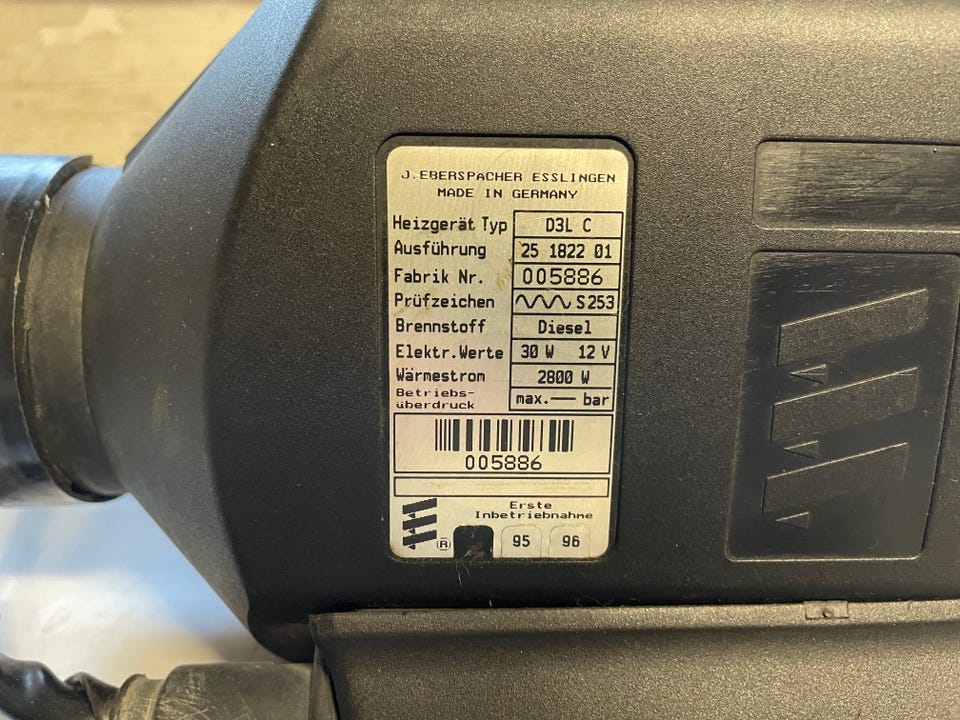 J.EBERSPACHER ESSLINGEN
MADE IN GERMANY
Heizgerät Typ D3L C
Ausführung 25 1822 01
Fabrik Nr. 005886
Prüfzeichen S253
Brennstoff Diesel
Elektr.Werte 30 W 12 V
Wärmestrom 2800 W
Betriebs-
überdruck max.— bar
005886
Erste
Inbetriebnahme
® 95 96